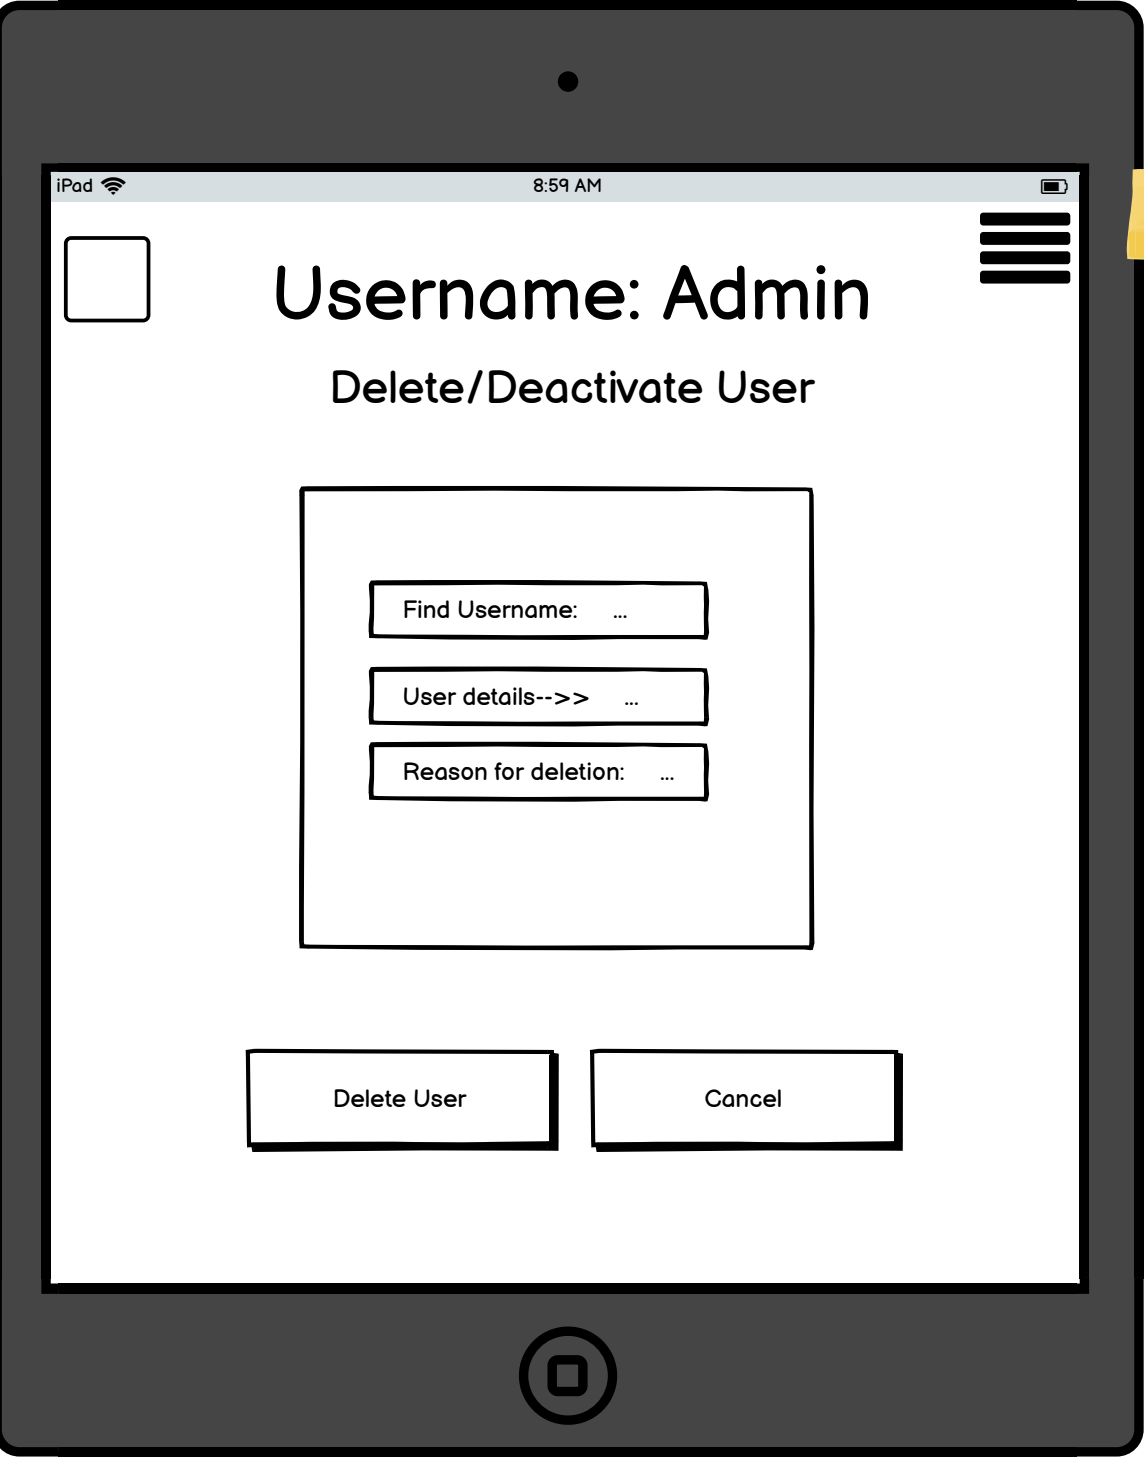 iPad 8:59 AM
Username: Admin
Delete/Deactivate User
Find Username: ...
User details-->> ...
Reason for deletion: ...
Delete User Cancel